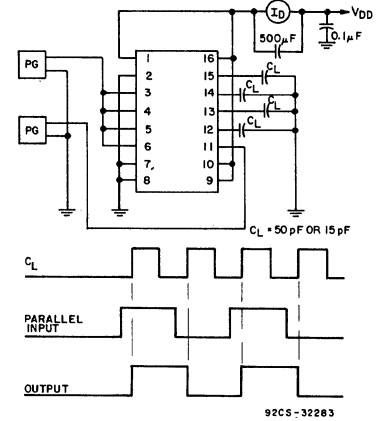 I_D
V_DD
500µF
0.1µF
PG
PG
1 16
2 15 C_L
3 14 C_L
4 13 C_L
5 12 C_L
6 11
7 10
8 9
C_L = 50 pF OR 15 pF
C_L
PARALLEL
INPUT
OUTPUT
92CS-32283